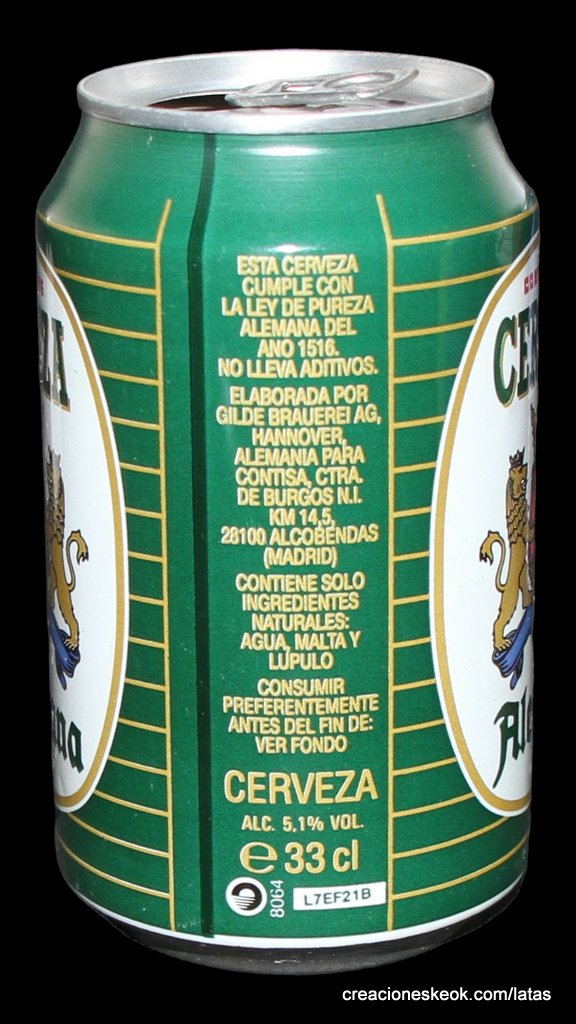 ESTA CERVEZA
CUMPLE CON
LA LEY DE PUREZA
ALEMANA DEL
ANO 1516.
NO LLEVA ADITIVOS.
ELABORADA POR
GILDE BRAUEREI AG,
HANNOVER,
ALEMANIA PARA
CONTISA, CTRA.
DE BURGOS N.I.
KM 14,5,
28100 ALCOBENDAS
(MADRID)
CONTIENE SOLO
INGREDIENTES
NATURALES:
AGUA, MALTA Y
LUPULO
CONSUMIR
PREFERENTEMENTE
ANTES DEL FIN DE:
VER FONDO
CERVEZA
ALC. 5,1% VOL.
e 33 cl
8064
L7EF21B
creacioneskeok.com/latas